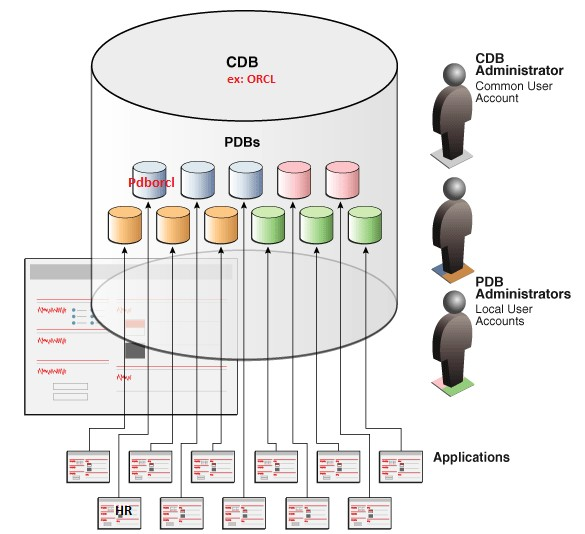 CDB
ex: ORCL
PDBs
Pdborcl
CDB
Administrator
Common User
Account
PDB
Administrators
Local User
Accounts
Applications
HR